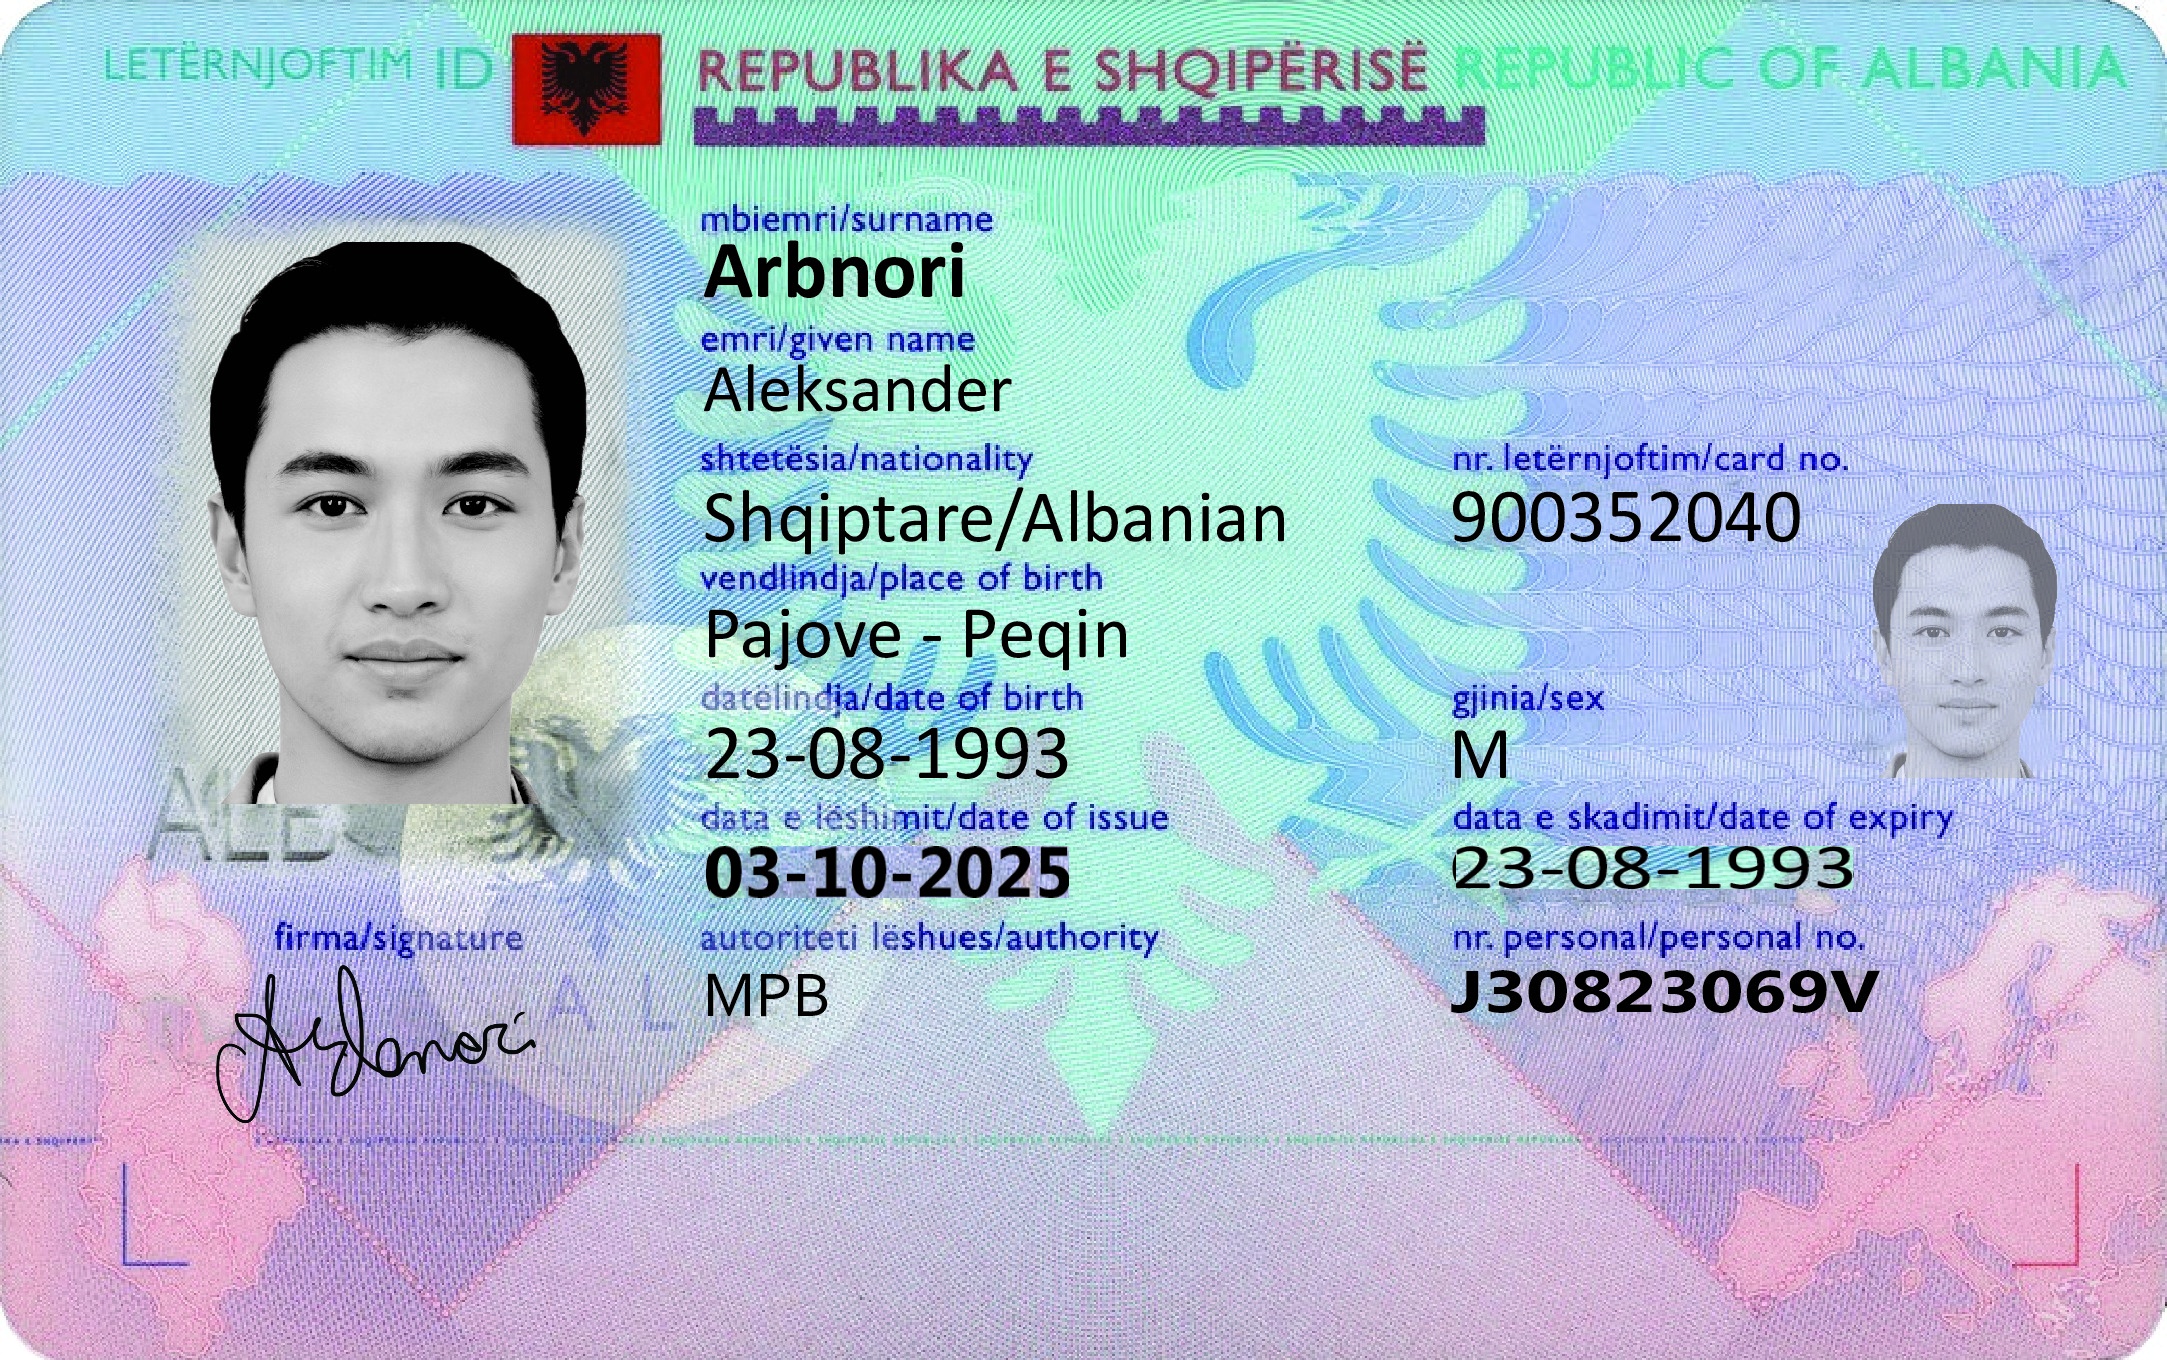 LETËRNJOFTIM ID REPUBLIKA E SHQIPËRISË REPUBLIC OF ALBANIA
mbiemri/surname
Arbnori
emri/given name
Aleksander
shtetësia/nationality nr. letërnjoftim/card no.
Shqiptare/Albanian 900352040
vendlindja/place of birth
Pajove - Peqin
datëlindja/date of birth gjinia/sex
23-08-1993 M
data e lëshimit/date of issue data e skadimit/date of expiry
03-10-2025 23-08-1993
ALB
firma/signature autoriteti lëshues/authority nr. personal/personal no.
MPB J30823069V
A L